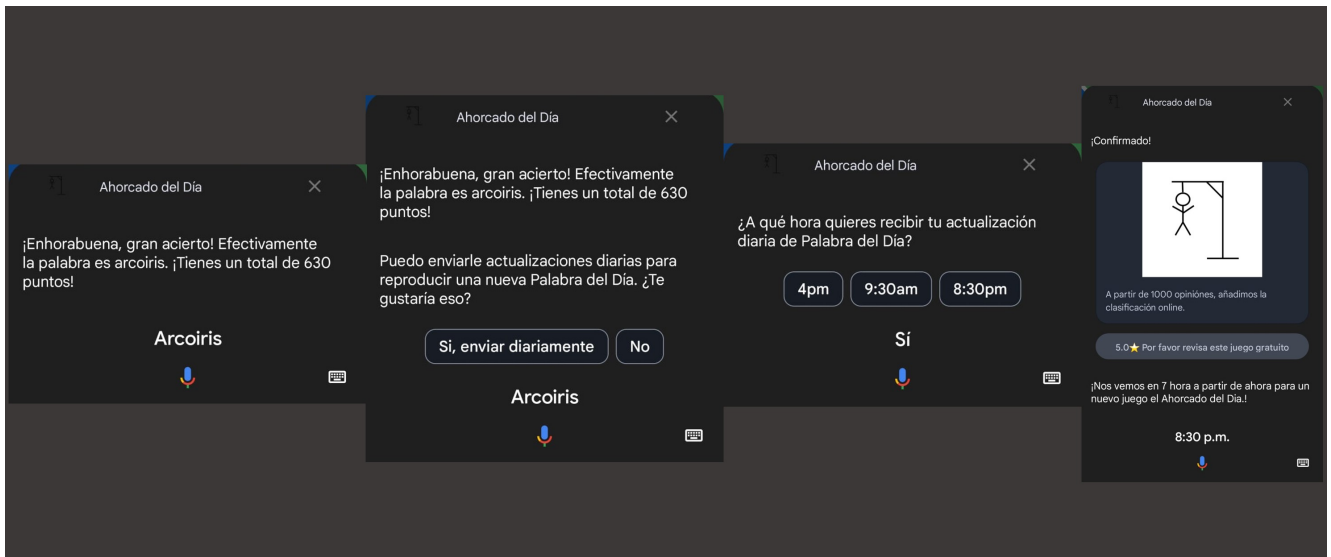 Ahorcado del Día
¡Enhorabuena, gran acierto! Efectivamente
la palabra es arcoiris. ¡Tienes un total de 630
puntos!
Arcoiris
Ahorcado del Día
¡Enhorabuena, gran acierto! Efectivamente
la palabra es arcoiris. ¡Tienes un total de 630
puntos!
Puedo enviarle actualizaciones diarias para
reproducir una nueva Palabra del Día. ¿Te
gustaría eso?
Si, enviar diariamente
No
Arcoiris
Ahorcado del Día
¿A qué hora quieres recibir tu actualización
diaria de Palabra del Día?
4pm
9:30am
8:30pm
Sí
Ahorcado del Día
¡Confirmado!
A partir de 1000 opiniónes, añadimos la
clasificación online.
5.0⭐ Por favor revisa este juego gratuito
¡Nos vemos en 7 hora a partir de ahora para un
nuevo juego el Ahorcado del Dia.!
8:30 p.m.